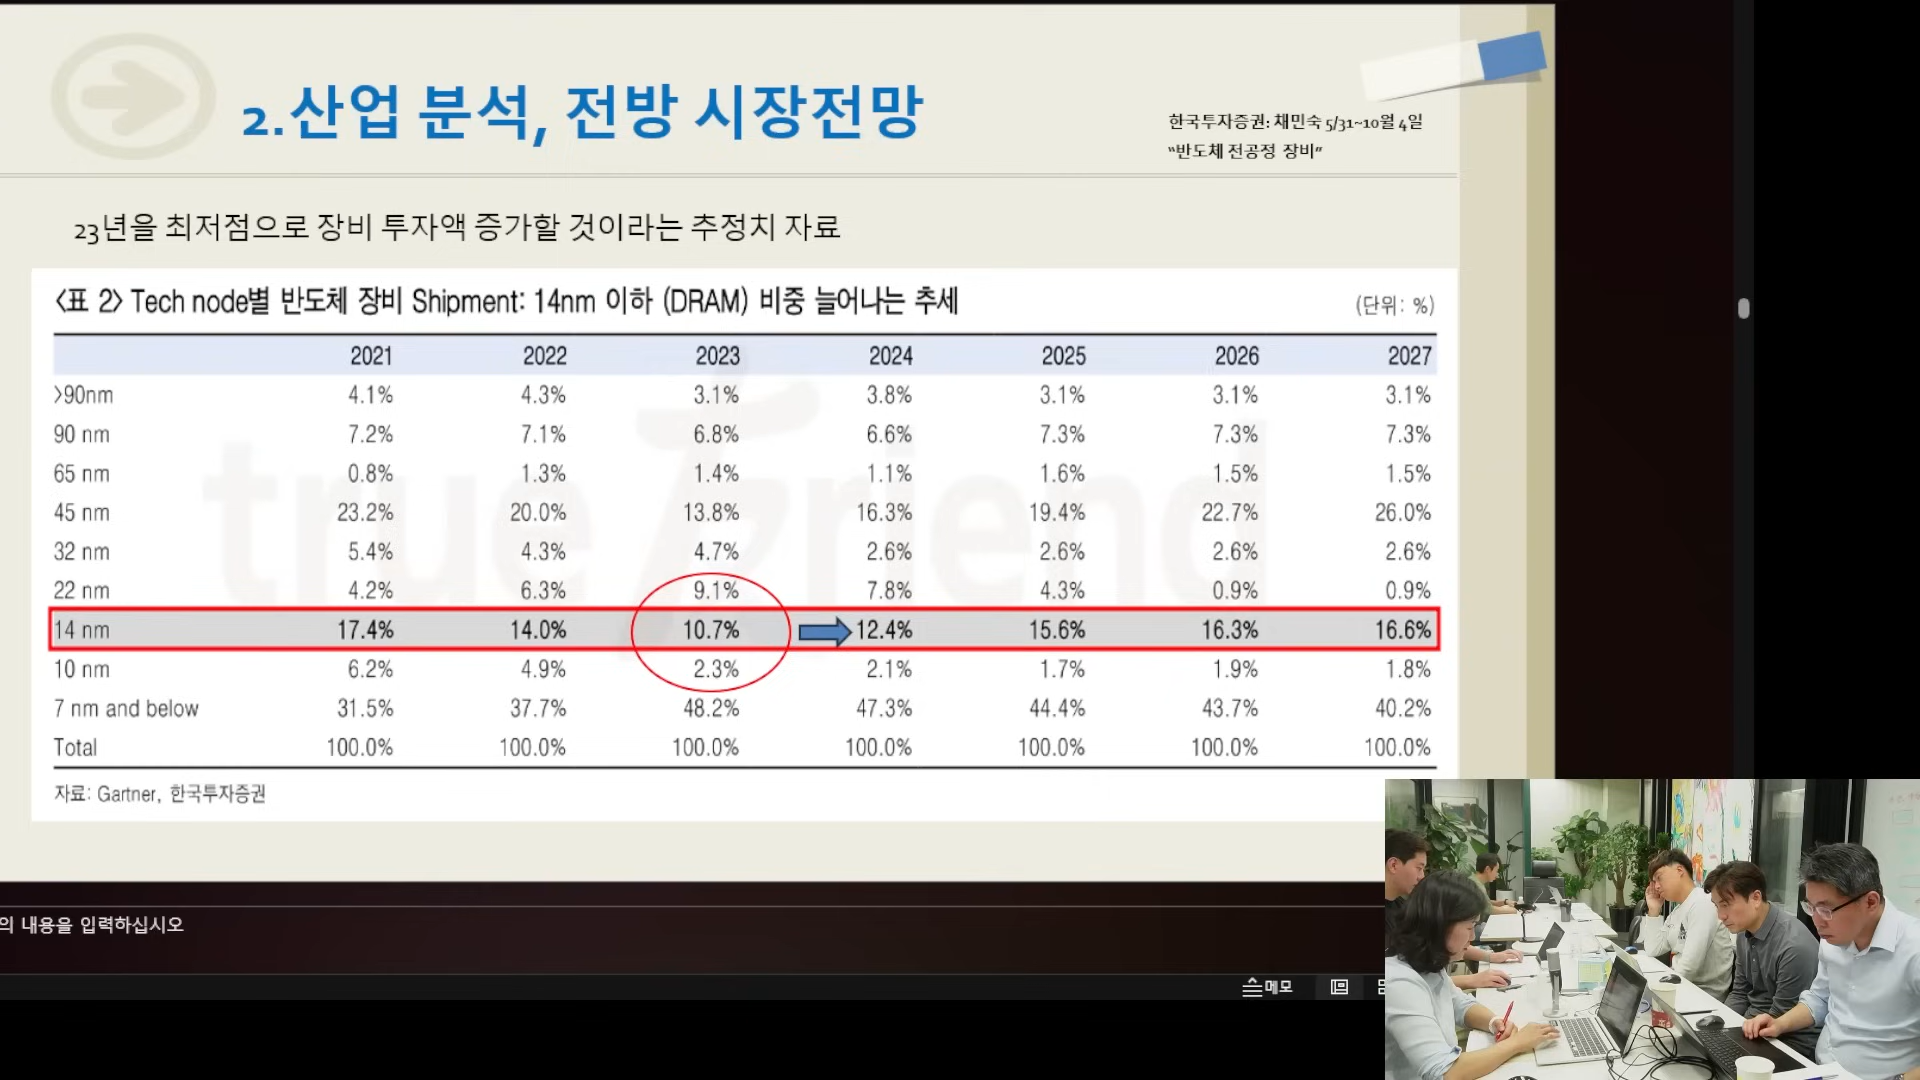 2.산업 분석, 전방 시장전망
한국투자증권: 채민숙 5/31~10월 4일
“반도체 전공정 장비”
23년을 최저점으로 장비 투자액 증가할 것이라는 추정치 자료
<표 2> Tech node별 반도체 장비 Shipment: 14nm 이하 (DRAM) 비중 늘어나는 추세
(단위: %)
2021 2022 2023 2024 2025 2026 2027
>90nm 4.1% 4.3% 3.1% 3.8% 3.1% 3.1% 3.1%
90 nm 7.2% 7.1% 6.8% 6.6% 7.3% 7.3% 7.3%
65 nm 0.8% 1.3% 1.4% 1.1% 1.6% 1.5% 1.5%
45 nm 23.2% 20.0% 13.8% 16.3% 19.4% 22.7% 26.0%
32 nm 5.4% 4.3% 4.7% 2.6% 2.6% 2.6% 2.6%
22 nm 4.2% 6.3% 9.1% 7.8% 4.3% 0.9% 0.9%
14 nm 17.4% 14.0% 10.7% 12.4% 15.6% 16.3% 16.6%
10 nm 6.2% 4.9% 2.3% 2.1% 1.7% 1.9% 1.8%
7 nm and below 31.5% 37.7% 48.2% 47.3% 44.4% 43.7% 40.2%
Total 100.0% 100.0% 100.0% 100.0% 100.0% 100.0% 100.0%
true Friend
자료: Gartner, 한국투자증권
의 내용을 입력하십시오
메모